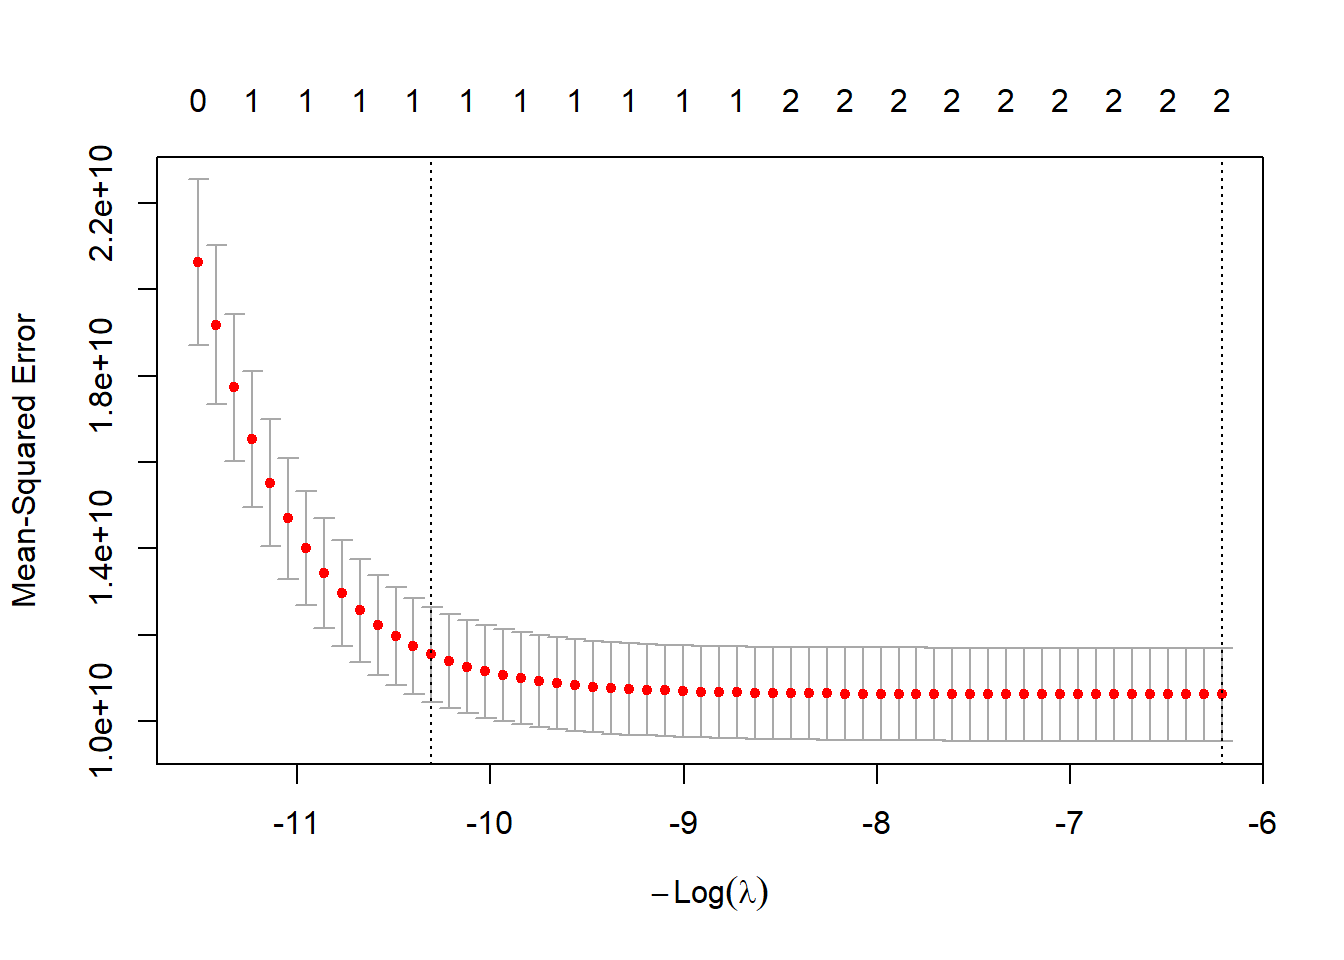 0 1 1 1 1 1 1 1 1 1 1 2 2 2 2 2 2 2 2 2
2.2e+10
1.8e+10
1.4e+10
1.0e+10
Mean-Squared Error
-11 -10 -9 -8 -7 -6
−Log(λ)